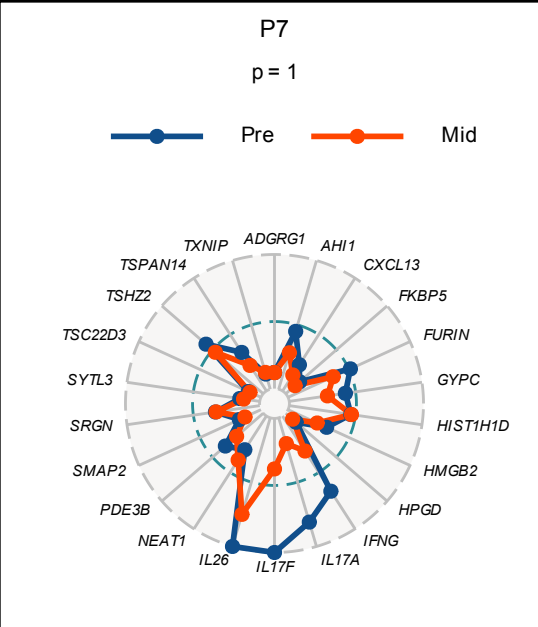 P7
p = 1
Pre Mid
ADGRG1
TXNIP
AHI1
TSPAN14
CXCL13
TSHZ2
FKBP5
TSC22D3
FURIN
SYTL3
GYPC
SRGN
HIST1H1D
SMAP2
HMGB2
PDE3B
HPGD
NEAT1
IFNG
IL26
IL17F
IL17A